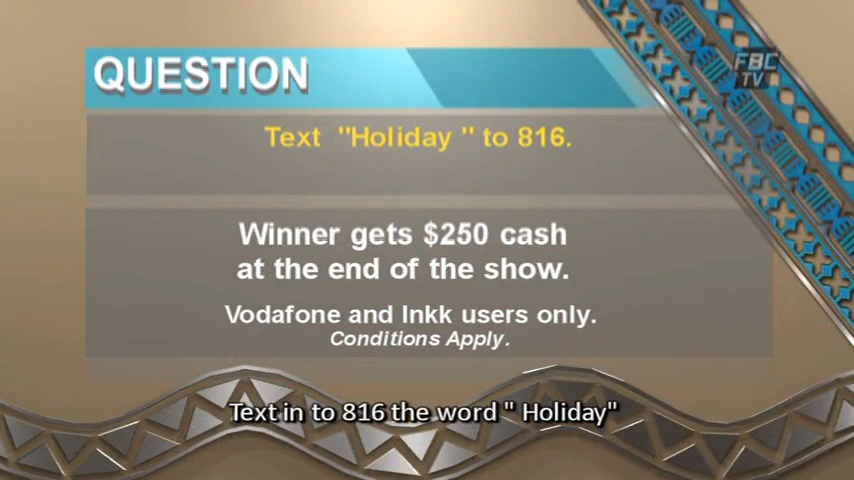 FBC
TV
QUESTION
Text "Holiday " to 816.
Winner gets $250 cash
at the end of the show.
Vodafone and Inkk users only.
Conditions Apply.
Text in to 816 the word " Holiday"